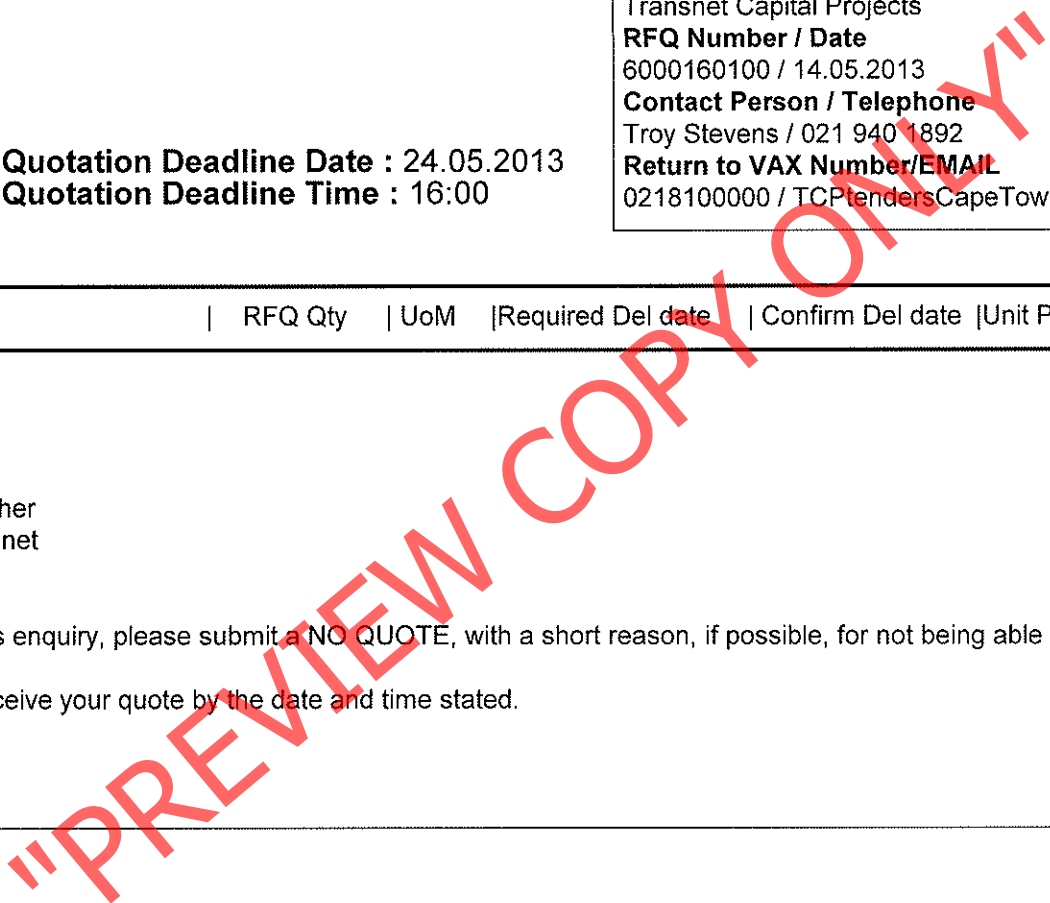 Transnet Capital Projects
RFQ Number / Date
6000160100 / 14.05.2013
Contact Person / Telephone
Troy Stevens / 021 940 1892
Quotation Deadline Date : 24.05.2013
Return to VAX Number/EMAIL
Quotation Deadline Time : 16:00
0218100000 / TCPtendersCapeTow
| RFQ Qty | UoM |Required Del date | Confirm Del date |Unit P
her
net
s enquiry, please submit a NO QUOTE, with a short reason, if possible, for not being able
ceive your quote by the date and time stated.
"PREVIEW COPY ONLY"